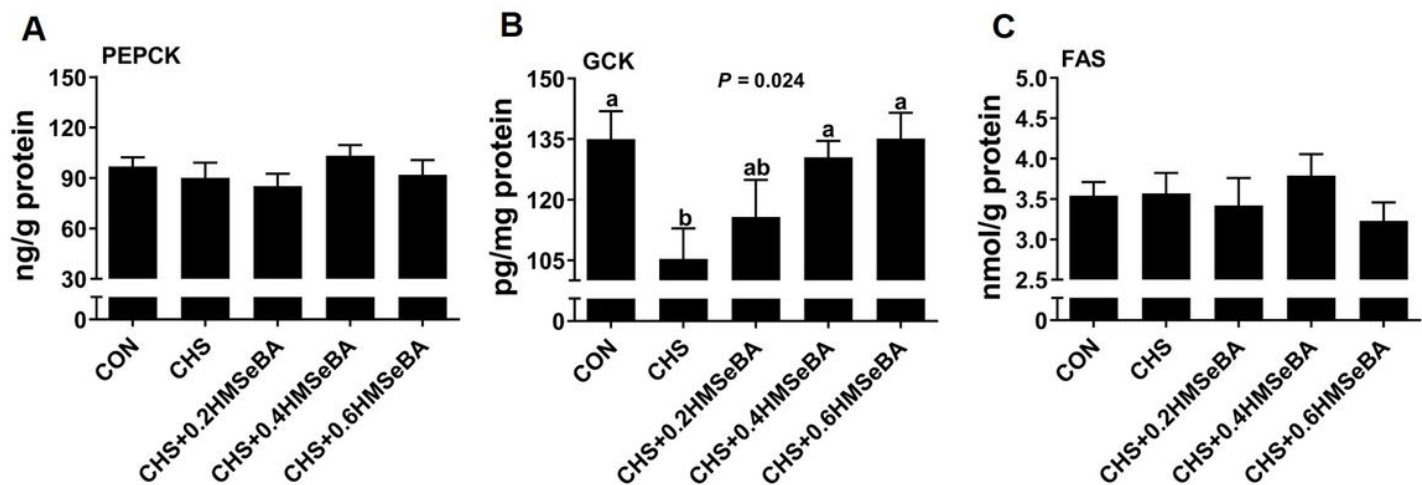 A
PEPCK
ng/g protein
150
120
90
60
30
0
CON
CHS
CHS+0.2HMSeBA
CHS+0.4HMSeBA
CHS+0.6HMSeBA
B
GCK
P = 0.024
pg/mg protein
150
135
120
105
0
a
b
ab
a
a
CON
CHS
CHS+0.2HMSeBA
CHS+0.4HMSeBA
CHS+0.6HMSeBA
C
FAS
nmol/g protein
5.0
4.5
4.0
3.5
3.0
2.5
0
CON
CHS
CHS+0.2HMSeBA
CHS+0.4HMSeBA
CHS+0.6HMSeBA